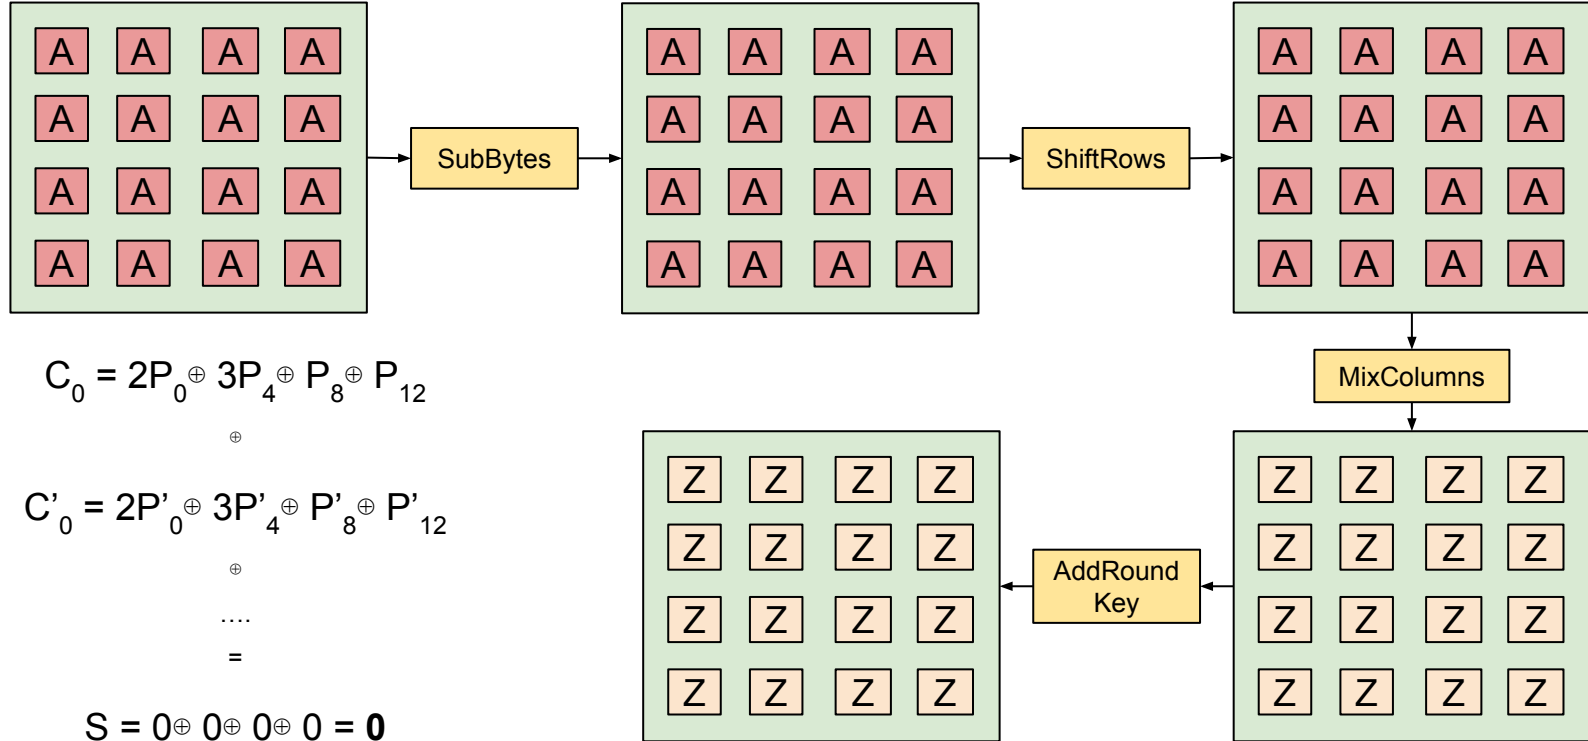 A A A A
A A A A
A A A A
A A A A
SubBytes
A A A A
A A A A
A A A A
A A A A
ShiftRows
A A A A
A A A A
A A A A
A A A A
MixColumns
Z Z Z Z
Z Z Z Z
Z Z Z Z
Z Z Z Z
AddRound
Key
Z Z Z Z
Z Z Z Z
Z Z Z Z
Z Z Z Z
C₀ = 2P₀⊕ 3P₄⊕ P₈⊕ P₁₂
⊕
C’₀ = 2P’₀⊕ 3P’₄⊕ P’₈⊕ P’₁₂
⊕
....
=
S = 0⊕ 0⊕ 0⊕ 0 = 0